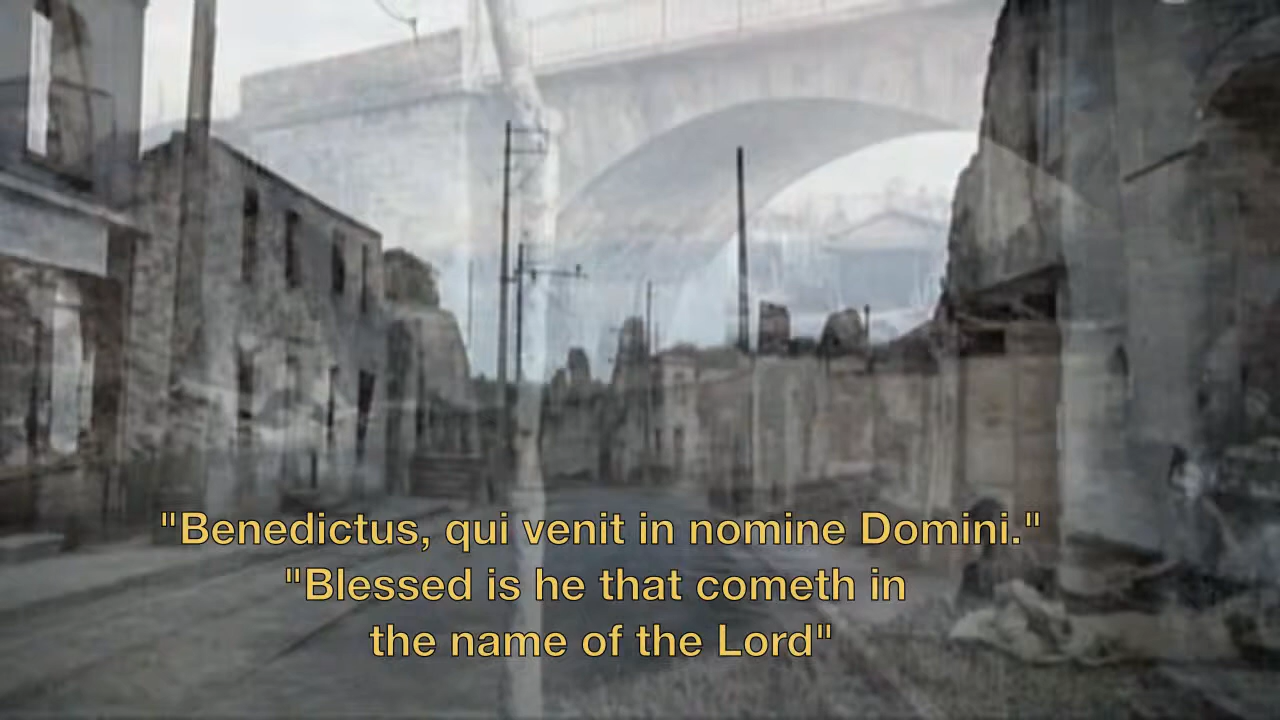 "Benedictus, qui venit in nomine Domini."
"Blessed is he that cometh in
the name of the Lord"